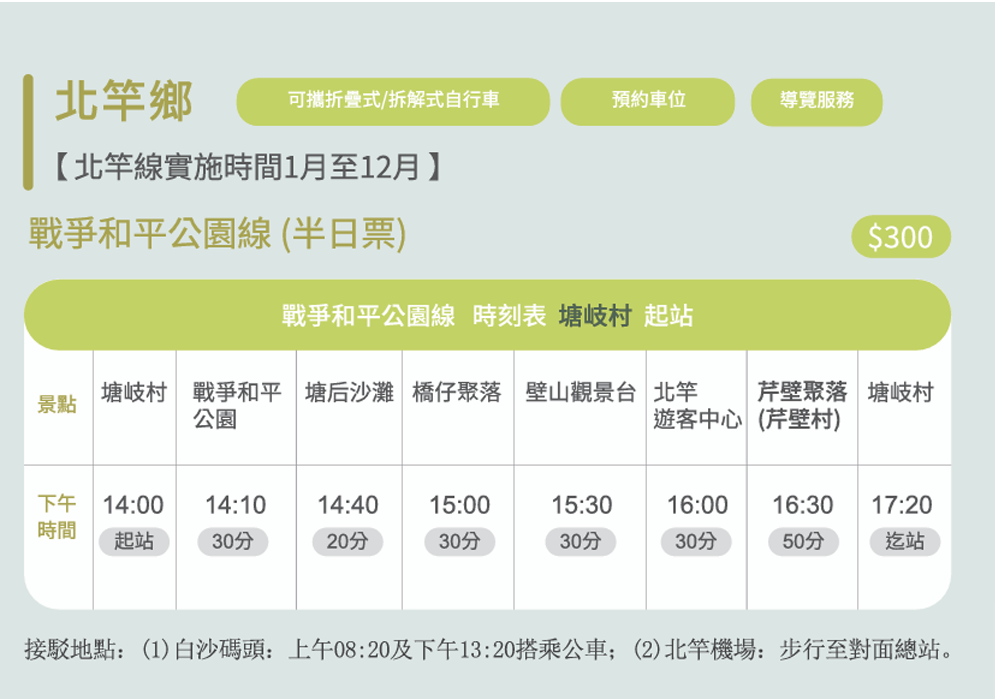 北竿鄉 可攜折疊式/拆解式自行車 預約車位 導覽服務
【北竿線實施時間1月至12月】
戰爭和平公園線 (半日票) $300
戰爭和平公園線 時刻表 塘岐村 起站
景點 塘岐村 戰爭和平公園 塘后沙灘 橋仔聚落 壁山觀景台 北竿遊客中心 芹壁聚落(芹壁村) 塘岐村
下午時間 14:00 14:10 14:40 15:00 15:30 16:00 16:30 17:20
起站 30分 20分 30分 30分 30分 50分 迄站
接駁地點：(1)白沙碼頭：上午08:20及下午13:20搭乘公車；(2)北竿機場：步行至對面總站。